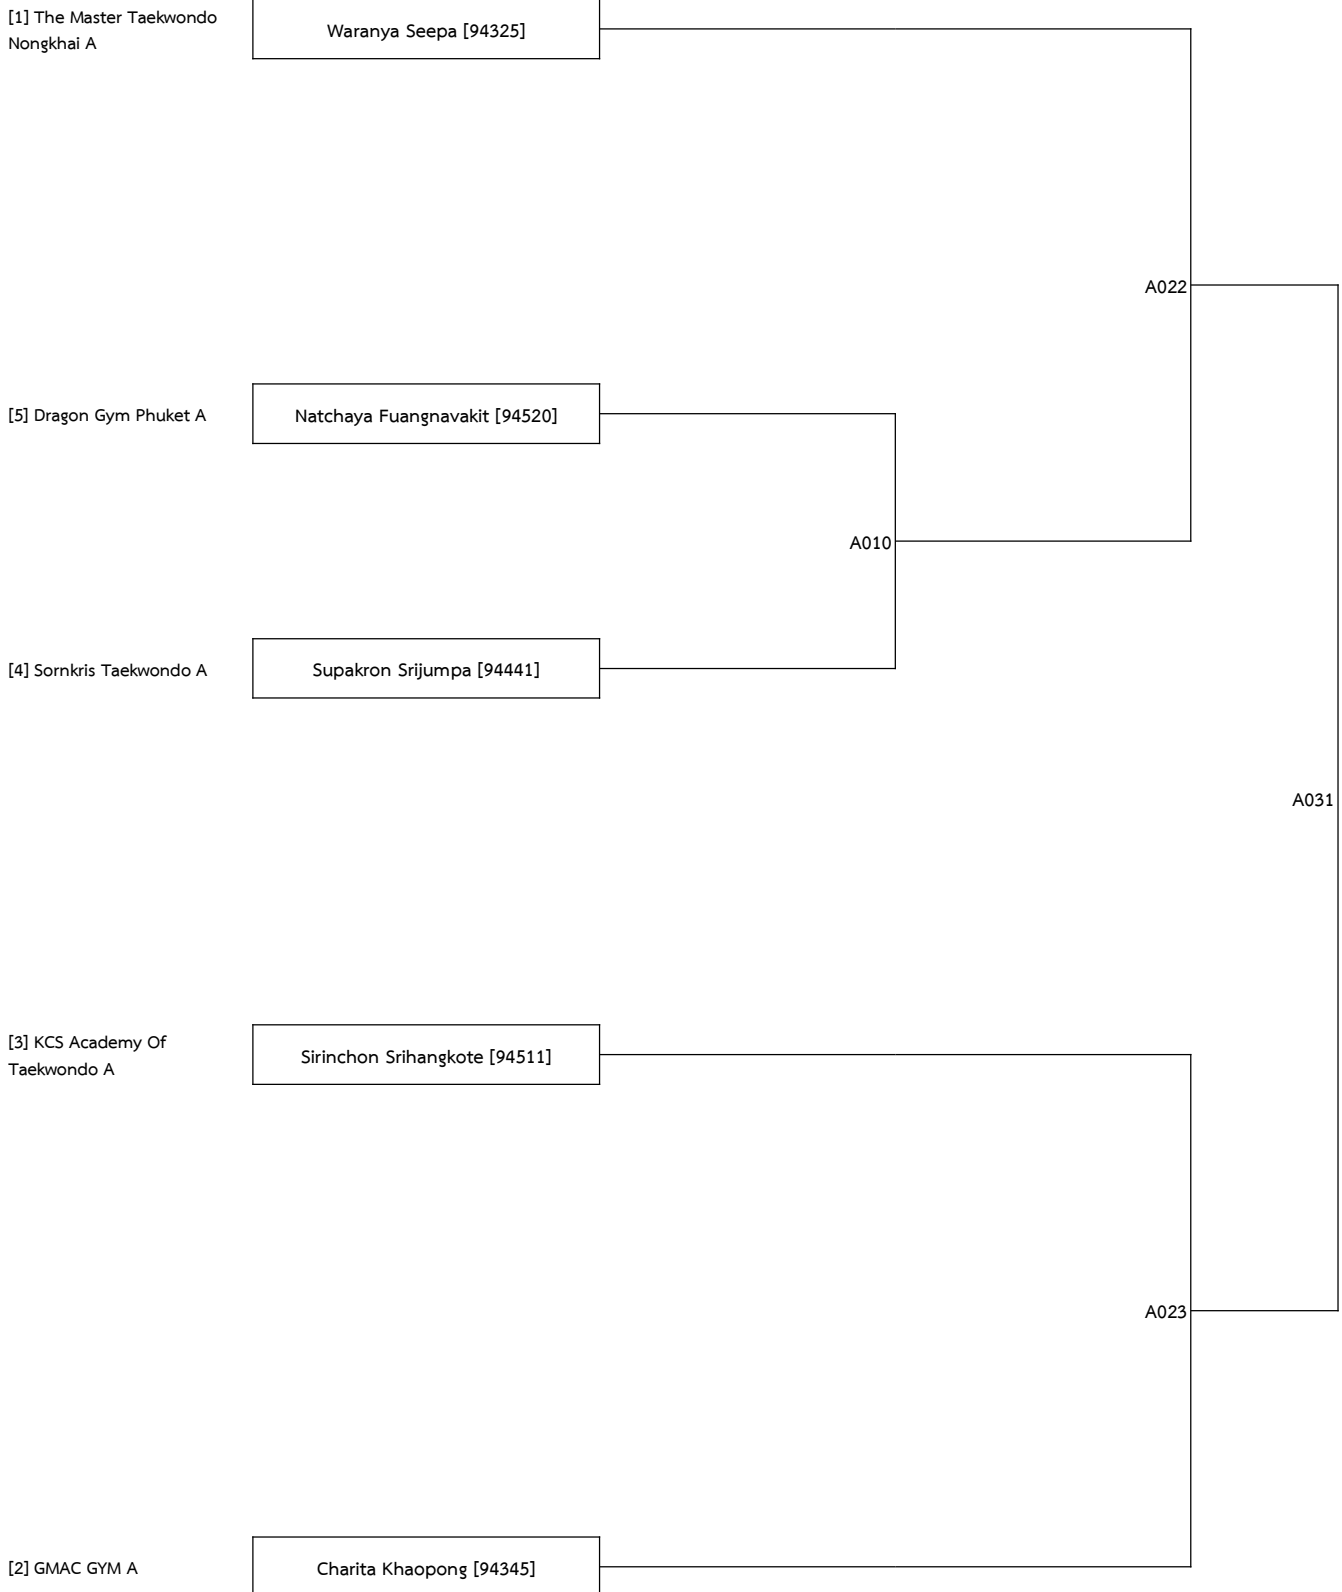 [1] The Master Taekwondo
Nongkhai A
Waranya Seepa [94325]
A022
[5] Dragon Gym Phuket A
Natchaya Fuangnavakit [94520]
A010
[4] Sornkris Taekwondo A
Supakron Srijumpa [94441]
A031
[3] KCS Academy Of
Taekwondo A
Sirinchon Srihangkote [94511]
A023
[2] GMAC GYM A
Charita Khaopong [94345]